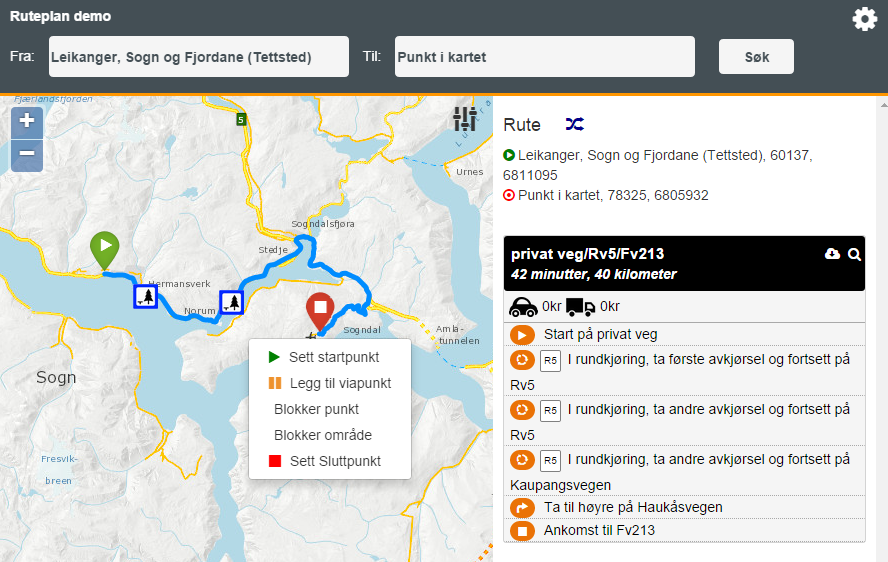 Ruteplan demo
Fra: Leikanger, Sogn og Fjordane (Tettsted) Til: Punkt i kartet Søk
Fjærlandsfjorden
+
−
5
Lustra
Urnes
Sogndalsfjøra
Stedje
Hermansverk
Norum
Sogndal
Amla-
tunnelen
Sogn
Fresvik-
breen
Sett startpunkt
Legg til viapunkt
Blokker punkt
Blokker område
Sett Sluttpunkt
Rute
Leikanger, Sogn og Fjordane (Tettsted), 60137,
6811095
Punkt i kartet, 78325, 6805932
privat veg/Rv5/Fv213
42 minutter, 40 kilometer
0kr 0kr
Start på privat veg
R5 I rundkjøring, ta første avkjørsel og fortsett på
Rv5
R5 I rundkjøring, ta andre avkjørsel og fortsett på
Rv5
R5 I rundkjøring, ta andre avkjørsel og fortsett på
Kaupangsvegen
Ta til høyre på Haukåsvegen
Ankomst til Fv213